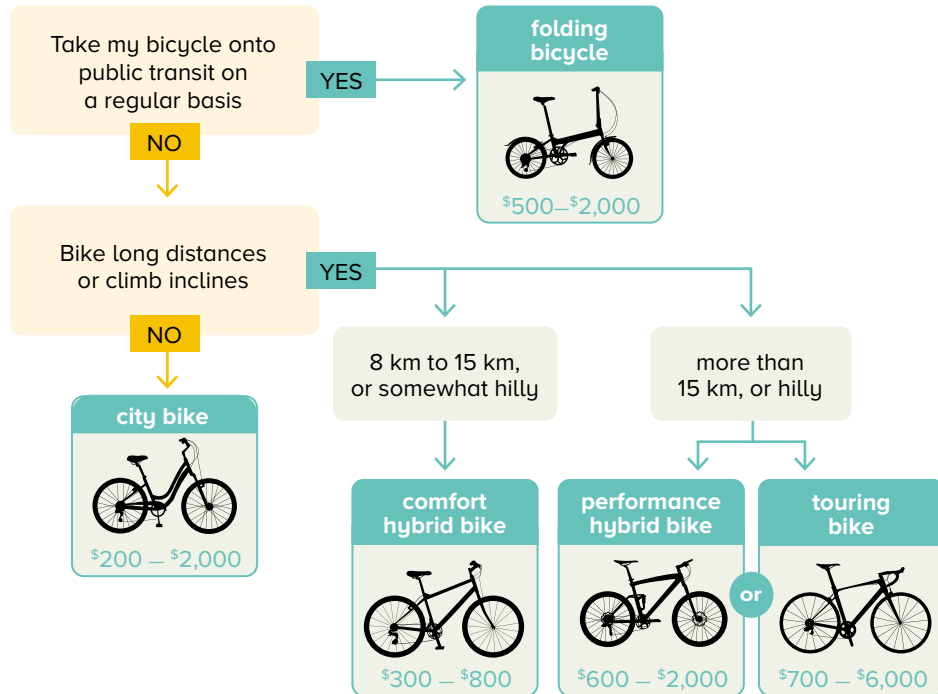 Take my bicycle onto
public transit on
a regular basis
YES
NO
folding
bicycle
$500–$2,000
Bike long distances
or climb inclines
YES
NO
8 km to 15 km,
or somewhat hilly
more than
15 km, or hilly
city bike
$200 – $2,000
comfort
hybrid bike
$300 – $800
performance
hybrid bike
$600 – $2,000
or
touring
bike
$700 – $6,000